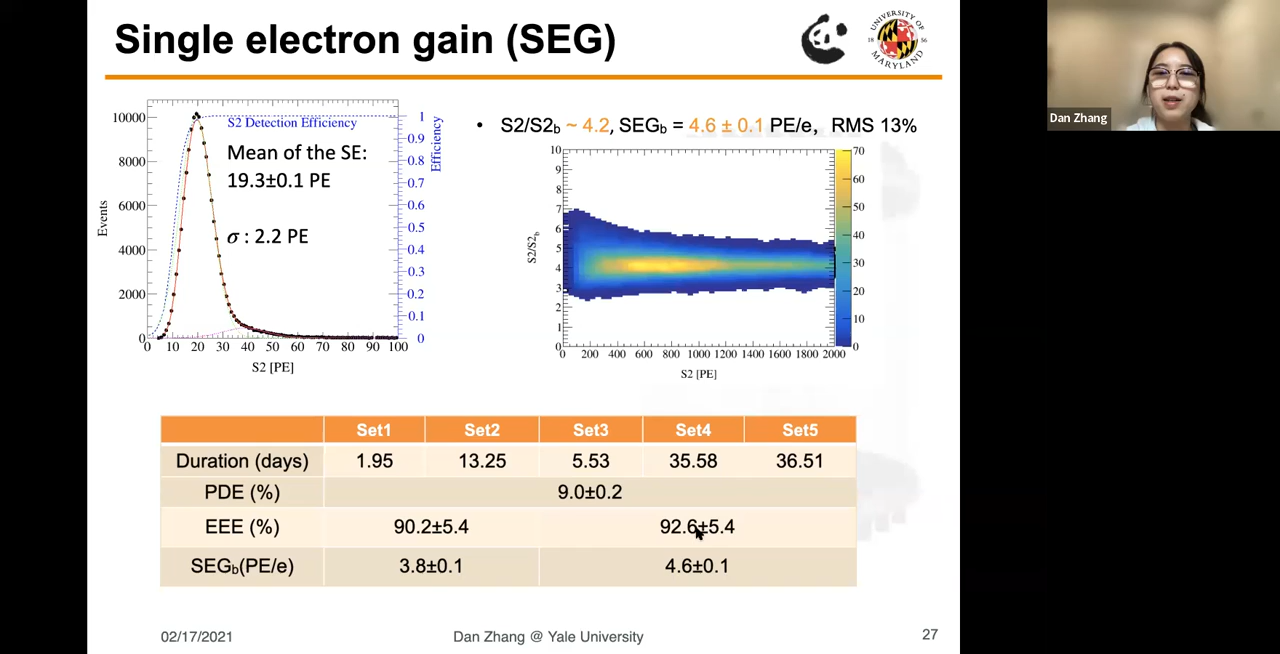 Single electron gain (SEG)
UNIVERSITY OF
18 56
MARYLAND
S2 Detection Efficiency
Mean of the SE:
19.3±0.1 PE
σ : 2.2 PE
Events
10000
8000
6000
4000
2000
0
1
0.9
0.8
0.7
0.6
0.5
0.4
0.3
0.2
0.1
0
Efficiency
0 10 20 30 40 50 60 70 80 90 100
S2 [PE]
• S2/S2b ~ 4.2, SEGb = 4.6 ± 0.1 PE/e, RMS 13%
S2/S2b
10
9
8
7
6
5
4
3
2
1
0
0 200 400 600 800 1000 1200 1400 1600 1800 2000
S2 [PE]
70
60
50
40
30
20
10
0
Set1 Set2 Set3 Set4 Set5
Duration (days) 1.95 13.25 5.53 35.58 36.51
PDE (%) 9.0±0.2
EEE (%) 90.2±5.4 92.6±5.4
SEGb(PE/e) 3.8±0.1 4.6±0.1
02/17/2021 Dan Zhang @ Yale University 27
Dan Zhang